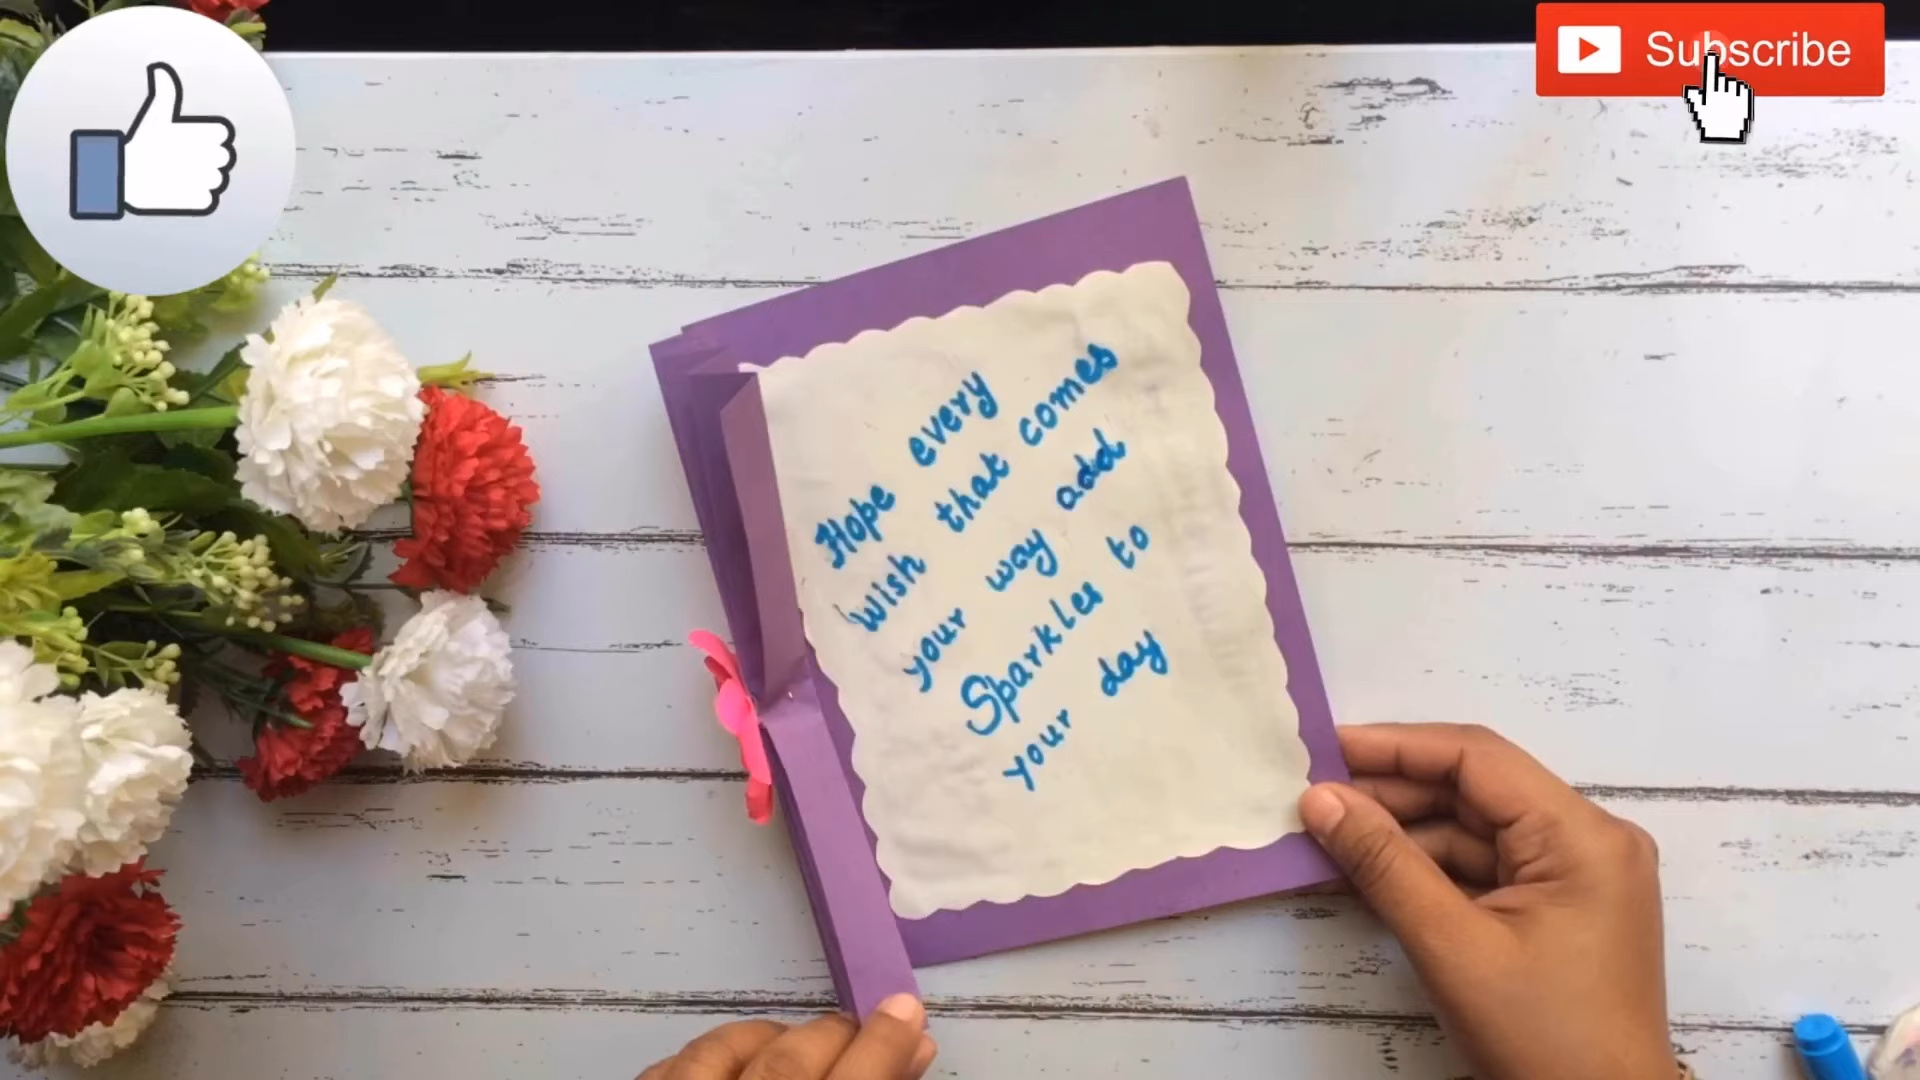 Subscribe
Hope every
Wish that comes
your way add
Sparkles to
your day